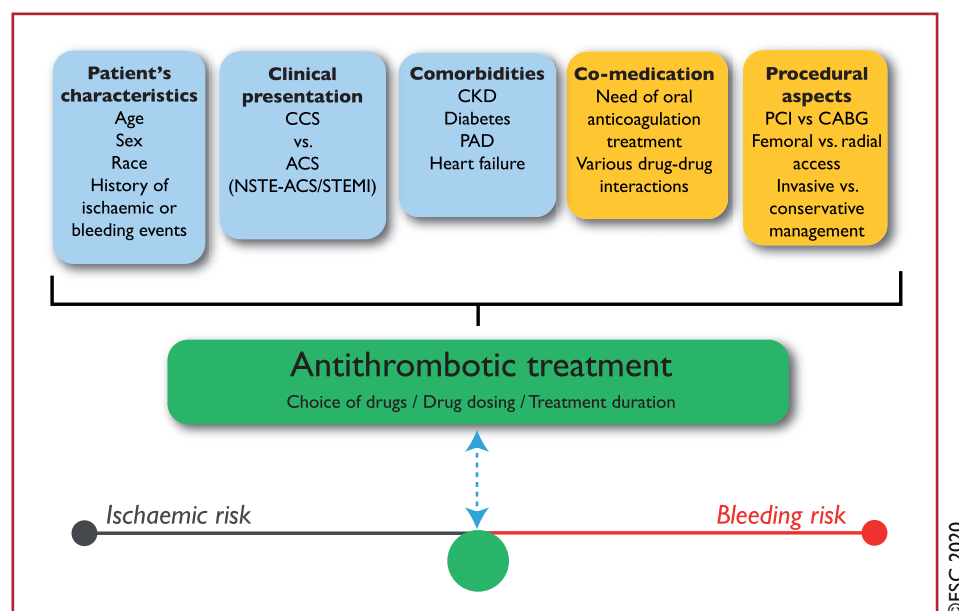 Patient's
characteristics
Age
Sex
Race
History of
ischaemic or
bleeding events
Clinical
presentation
CCS
vs.
ACS
(NSTE-ACS/STEMI)
Comorbidities
CKD
Diabetes
PAD
Heart failure
Co-medication
Need of oral
anticoagulation
treatment
Various drug-drug
interactions
Procedural
aspects
PCI vs CABG
Femoral vs. radial
access
Invasive vs.
conservative
management
Antithrombotic treatment
Choice of drugs / Drug dosing / Treatment duration
Ischaemic risk
Bleeding risk
©ESC 2020